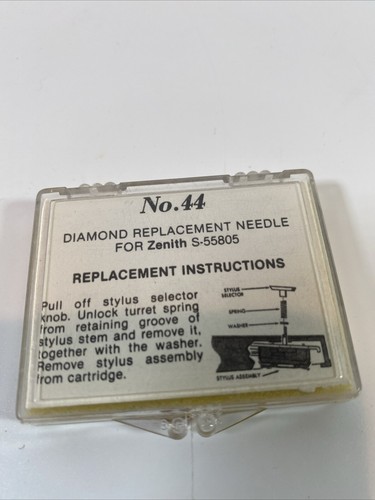 No. 44
DIAMOND REPLACEMENT NEEDLE
FOR Zenith S-55805
REPLACEMENT INSTRUCTIONS
Pull off stylus selector
knob. Unlock turret spring
from retaining groove of
stylus stem and remove it,
together with the washer.
Remove stylus assembly
from cartridge.
STYLUS
SELECTOR
SPRING
WASHER
STYLUS ASSEMBLY